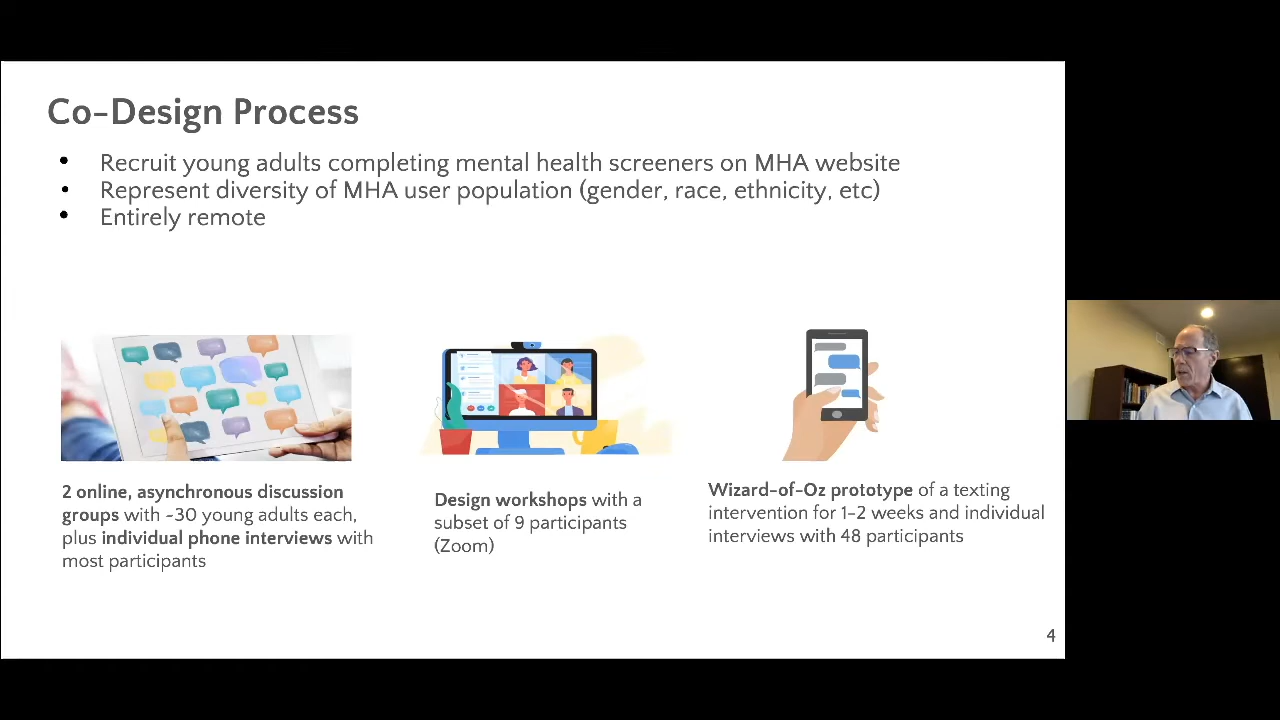 Co-Design Process
• Recruit young adults completing mental health screeners on MHA website
• Represent diversity of MHA user population (gender, race, ethnicity, etc)
• Entirely remote
2 online, asynchronous discussion
groups with ~30 young adults each,
plus individual phone interviews with
most participants
Design workshops with a
subset of 9 participants
(Zoom)
Wizard-of-Oz prototype of a texting
intervention for 1-2 weeks and individual
interviews with 48 participants
4